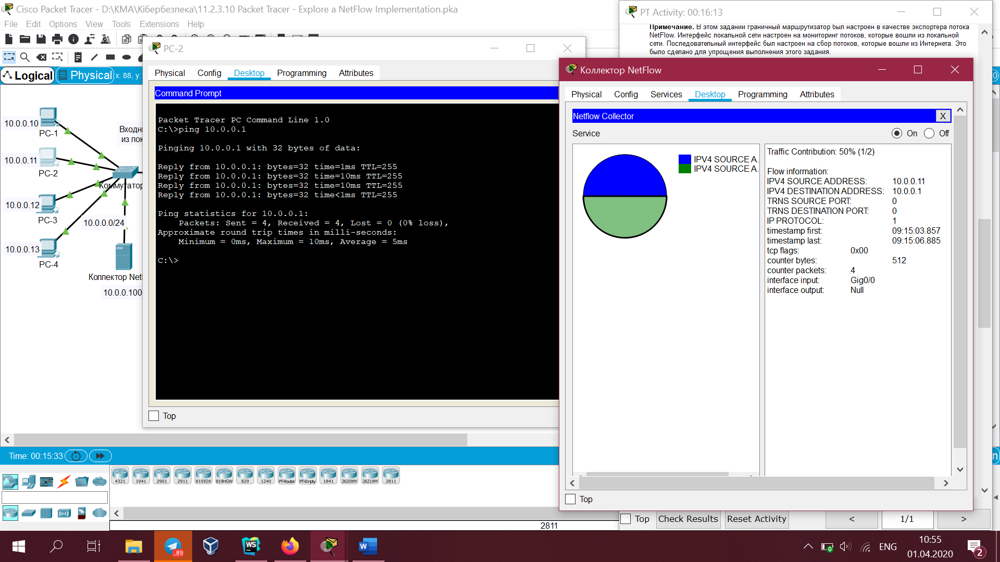 Cisco Packet Tracer - D:\KMA\Кібербезпека\11.2.3.10 Packet Tracer - Explore a NetFlow Implementation.pka
File Edit Options View Tools Extensions Help
Logical
Physical
x: 88, y:
10.0.0.10
PC-1
10.0.0.11
PC-2
10.0.0.12
PC-3
10.0.0.13
PC-4
из лок
10.0.0.0/24
10.0.0.100
PC-2
Physical Config Desktop Programming Attributes
Command Prompt
Packet Tracer PC Command Line 1.0
C:\>ping 10.0.0.1
Pinging 10.0.0.1 with 32 bytes of data:
Reply from 10.0.0.1: bytes=32 time=1ms TTL=255
Reply from 10.0.0.1: bytes=32 time=10ms TTL=255
Reply from 10.0.0.1: bytes=32 time=10ms TTL=255
Reply from 10.0.0.1: bytes=32 time<1ms TTL=255
Ping statistics for 10.0.0.1:
Packets: Sent = 4, Received = 4, Lost = 0 (0% loss),
Approximate round trip times in milli-seconds:
Minimum = 0ms, Maximum = 10ms, Average = 5ms
C:\>
Top
PT Activity: 00:16:13
Примечание. В этом задании граничный маршрутизатор был настроен в качестве экспортера потока
NetFlow. Интерфейс локальной сети настроен на мониторинг потоков, которые вошли из локальной
сети. Последовательный интерфейс был настроен на сбор потоков, которые вошли из Интернета. Это
было сделано для упрощения выполнения этого задания.
Коллектор NetFlow
Physical Config Services Desktop Programming Attributes
Netflow Collector X
Service On Off
IPV4 SOURCE A.
IPV4 SOURCE A.
Traffic Contribution: 50% (1/2)
Flow information:
IPV4 SOURCE ADDRESS: 10.0.0.11
IPV4 DESTINATION ADDRESS: 10.0.0.1
TRNS SOURCE PORT: 0
TRNS DESTINATION PORT: 0
IP PROTOCOL: 1
timestamp first: 09:15:03.857
timestamp last: 09:15:06.885
tcp flags: 0x00
counter bytes: 512
counter packets: 4
interface input: Gig0/0
interface output: Null
Top
Top Check Results Reset Activity < 1/1 >
Time: 00:15:33
4321 1941 2901 2911 819IOX 819HGW 829 1240 PT-Router PT-Empty 1841 2620XM 2621XM 2811
2811
..89
WS
W
ENG
10:55
01.04.2020
2